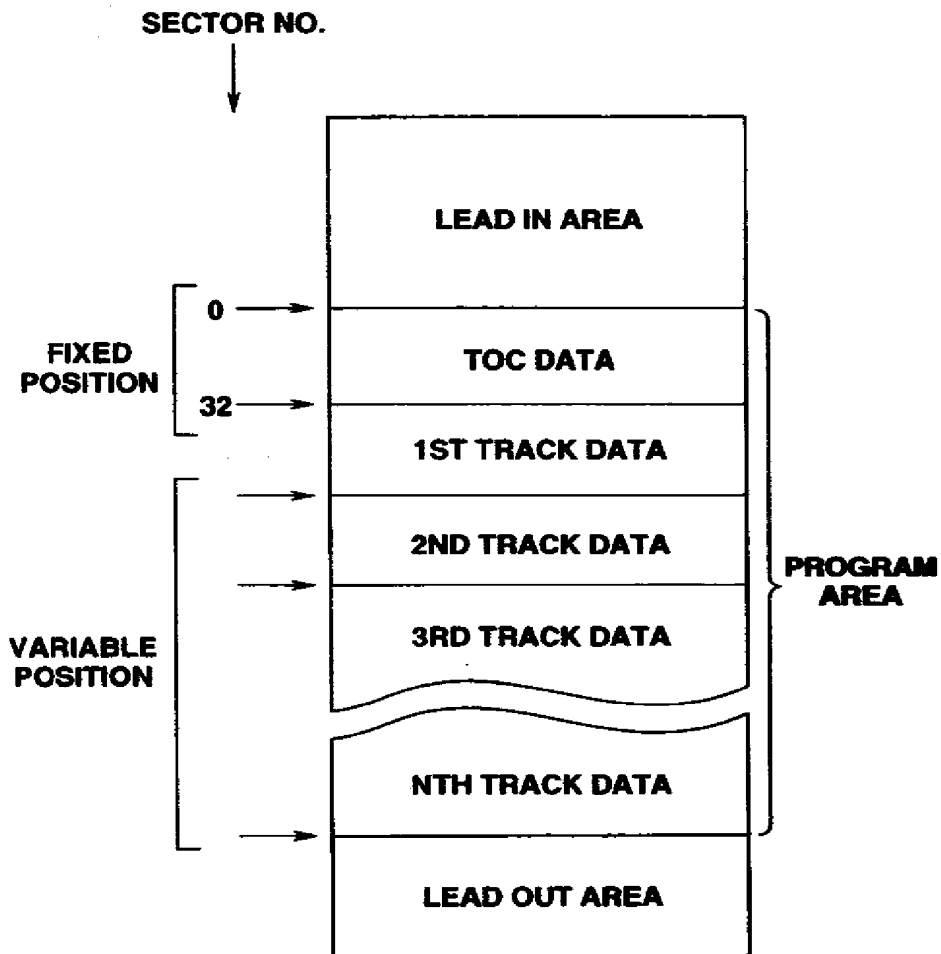 SECTOR NO.
LEAD IN AREA
0
FIXED
POSITION
TOC DATA
32
1ST TRACK DATA
2ND TRACK DATA
PROGRAM
AREA
3RD TRACK DATA
VARIABLE
POSITION
NTH TRACK DATA
LEAD OUT AREA